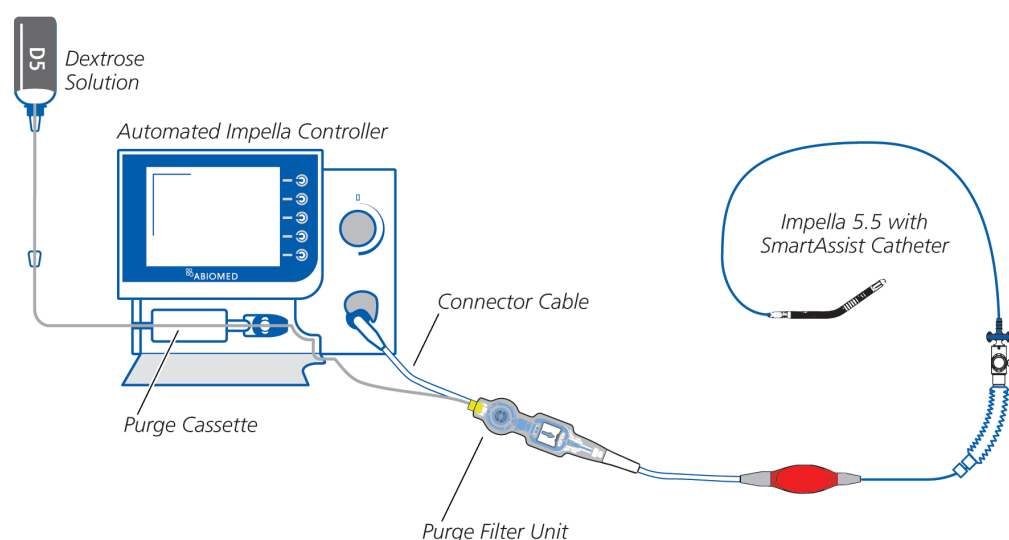 D5
Dextrose
Solution
Automated Impella Controller
ABIOMED
Impella 5.5 with
SmartAssist Catheter
Connector Cable
Purge Cassette
Purge Filter Unit